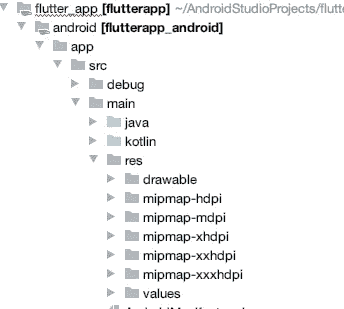 flutter_app [flutterapp] ~/AndroidStudioProjects/flutt
android [flutterapp_android]
app
src
debug
main
java
kotlin
res
drawable
mipmap-hdpi
mipmap-mdpi
mipmap-xhdpi
mipmap-xxhdpi
mipmap-xxxhdpi
values